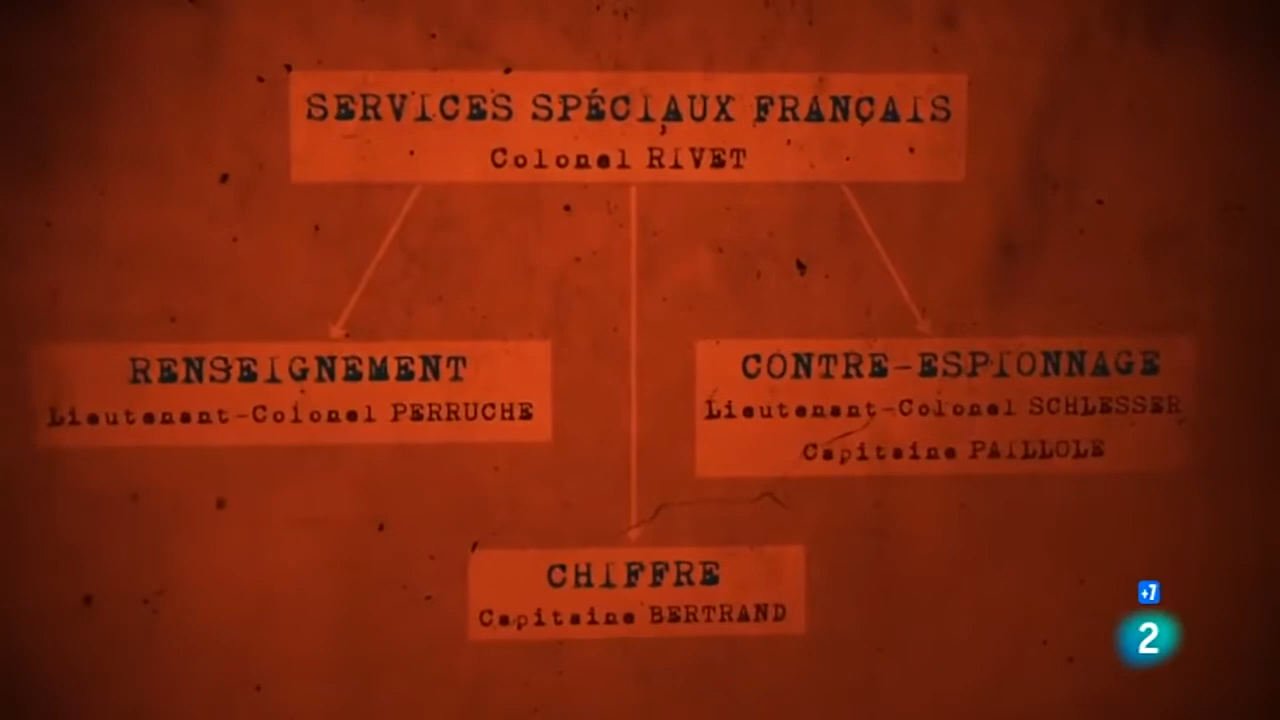 SERVICES SPÉCIAUX FRANÇAIS
Colonel RIVET
RENSEIGNEMENT
Lieutenant-Colonel PERRUCHE
CONTRE-ESPIONNAGE
Lieutenant-Colonel SCHLESSER
Capitaine PAILLOLE
CHIFFRE
Capitaine BERTRAND
+7
2